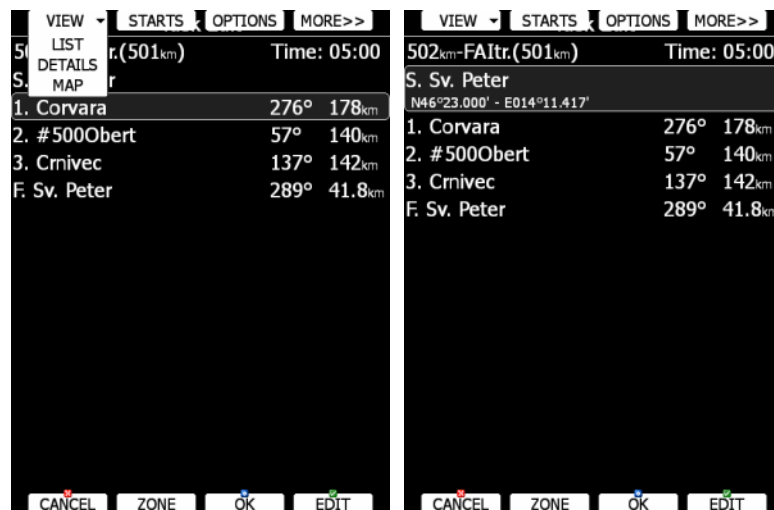 VIEW STARTS OPTIONS MORE>>
LIST
DETAILS
MAP
50 r.(501km) Time: 05:00
S. r
1. Corvara 276° 178km
2. #500Obert 57° 140km
3. Crnivec 137° 142km
F. Sv. Peter 289° 41.8km
CANCEL ZONE OK EDIT
VIEW STARTS OPTIONS MORE>>
502km-FAItr.(501km) Time: 05:00
S. Sv. Peter
N46°23.000' - E014°11.417'
1. Corvara 276° 178km
2. #500Obert 57° 140km
3. Crnivec 137° 142km
F. Sv. Peter 289° 41.8km
CANCEL ZONE OK EDIT